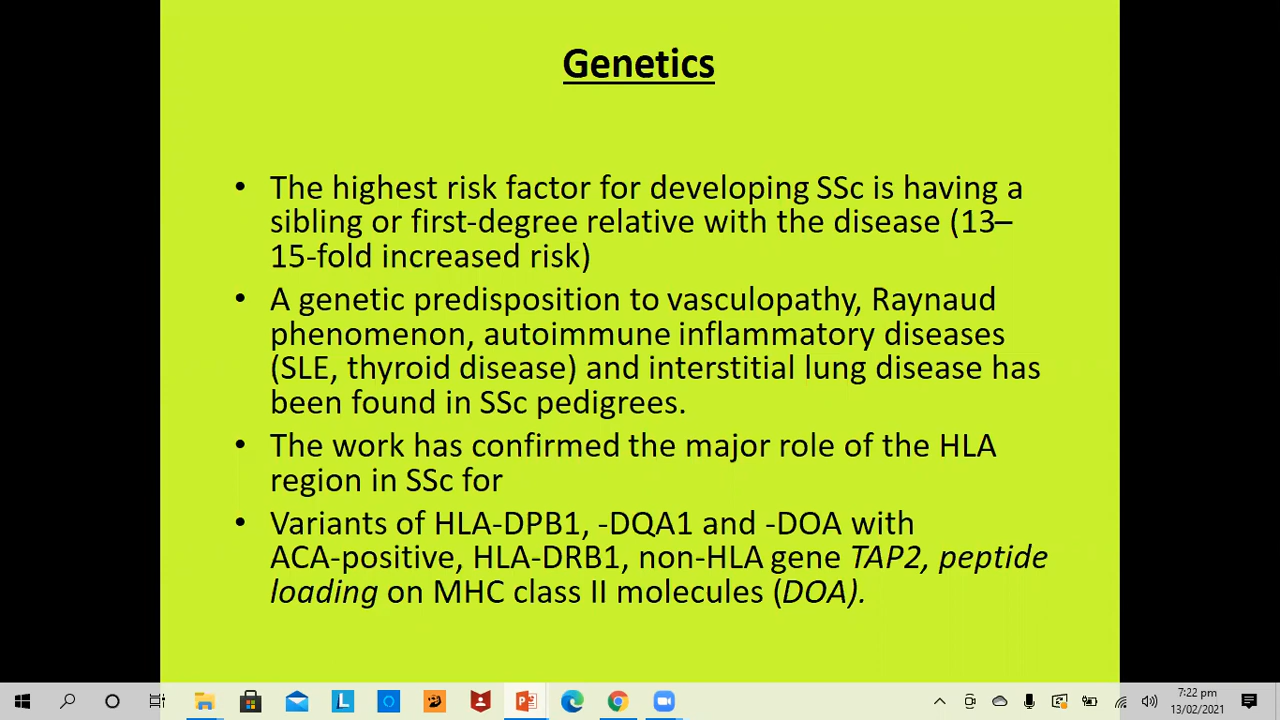 Genetics
• The highest risk factor for developing SSc is having a
sibling or first-degree relative with the disease (13–
15-fold increased risk)
• A genetic predisposition to vasculopathy, Raynaud
phenomenon, autoimmune inflammatory diseases
(SLE, thyroid disease) and interstitial lung disease has
been found in SSc pedigrees.
• The work has confirmed the major role of the HLA
region in SSc for
• Variants of HLA-DPB1, -DQA1 and -DOA with
ACA-positive, HLA-DRB1, non-HLA gene TAP2, peptide
loading on MHC class II molecules (DOA).
L
7:22 pm
13/02/2021